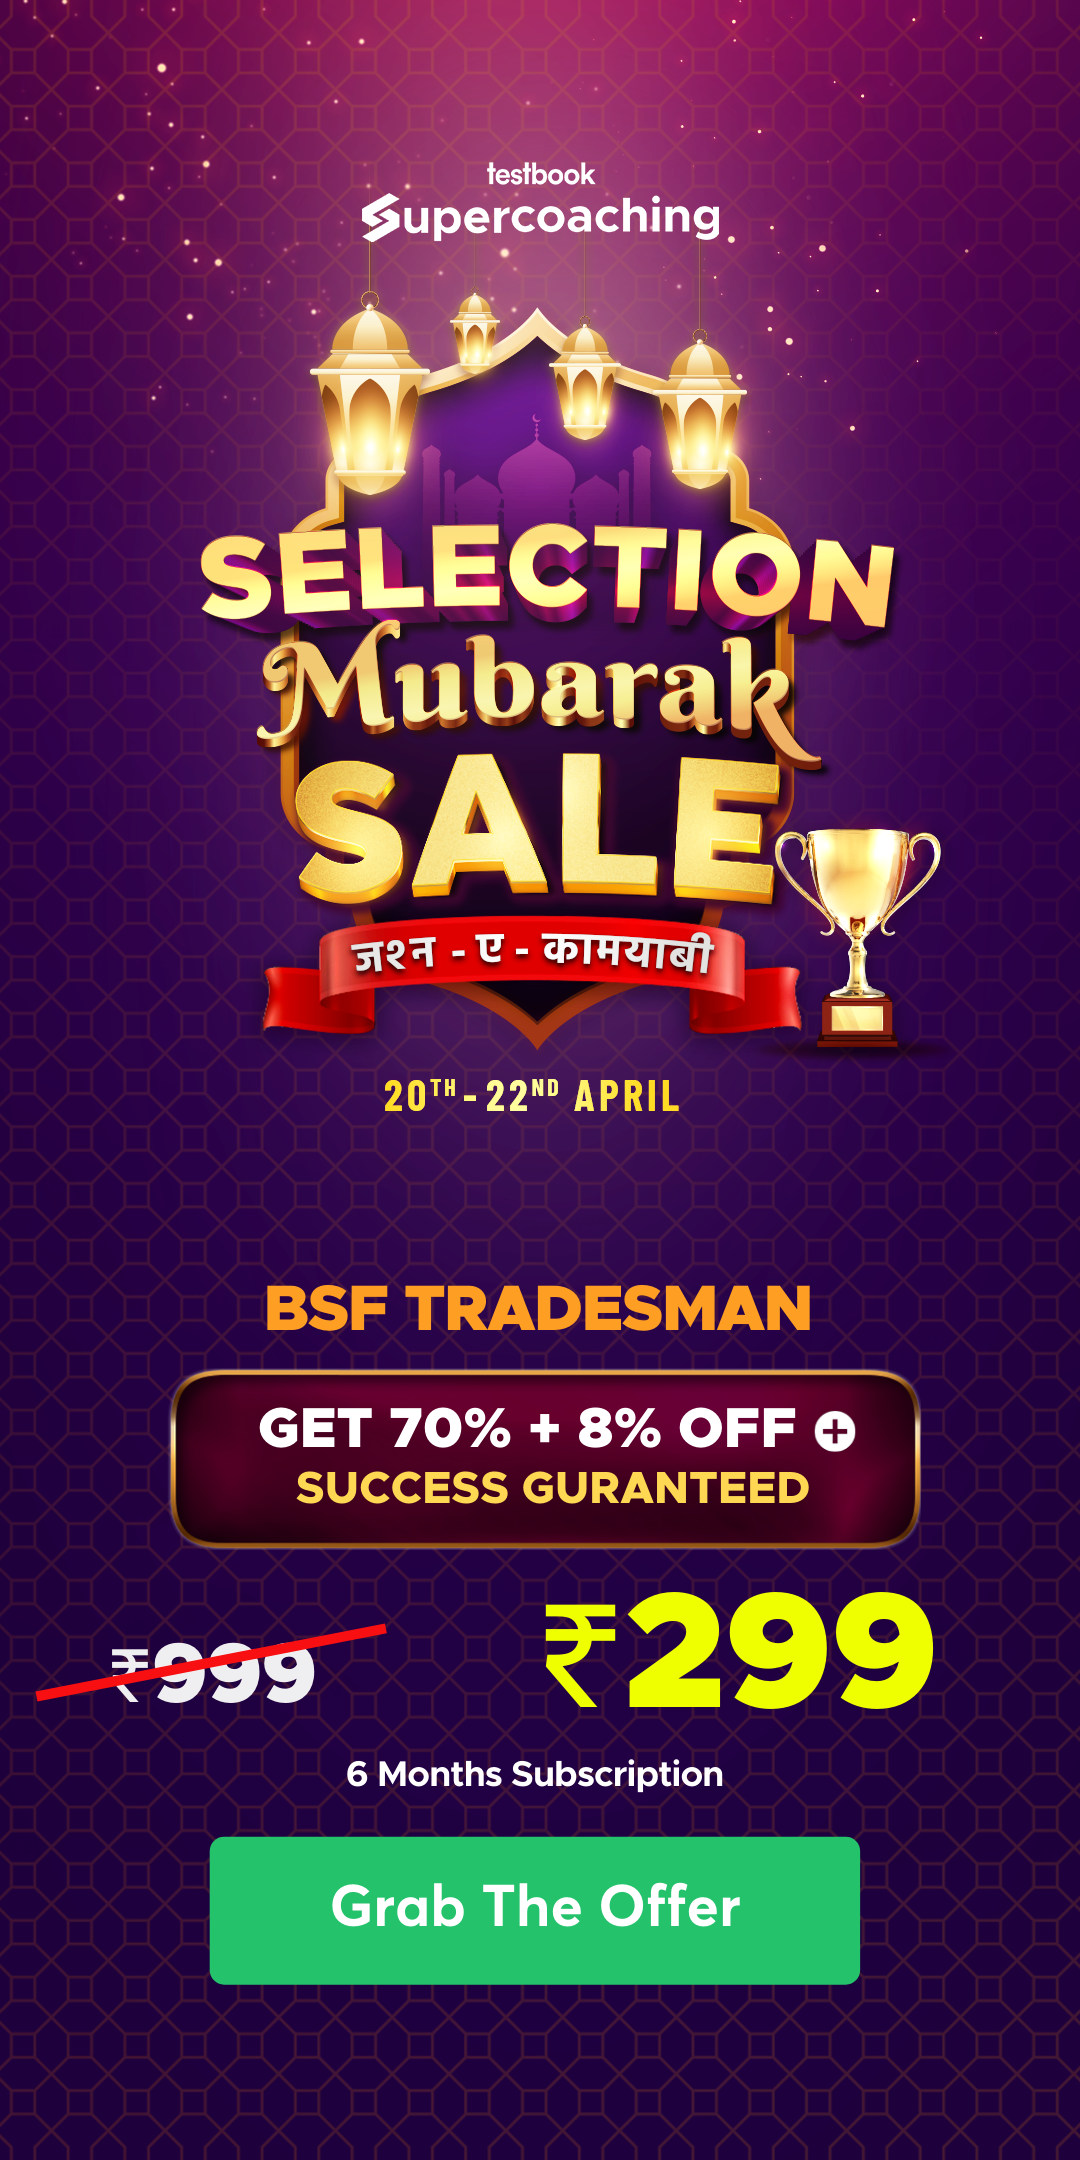 testbook
Supercoaching
SELECTION
Mubarak
SALE
जश्न - ए - कामयाबी
20TH - 22ND APRIL
BSF TRADESMAN
GET 70% + 8% OFF +
SUCCESS GURANTEED
₹999 ₹299
6 Months Subscription
Grab The Offer